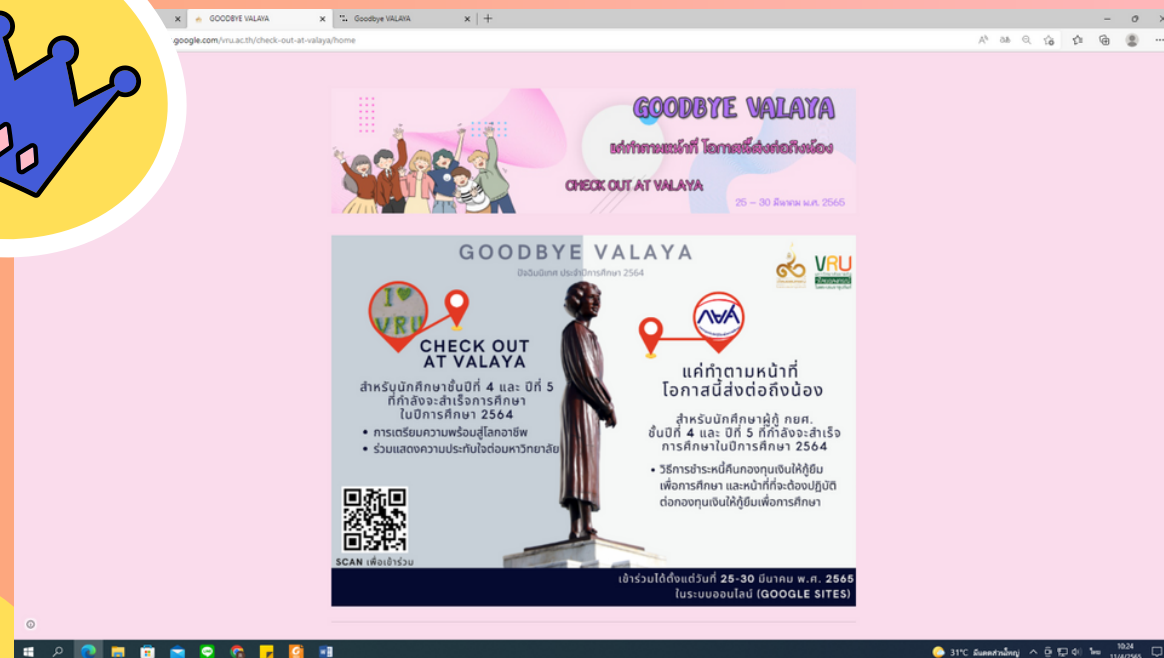 GOODBYE VALAYA
Goodbye VALAYA
.google.com/vru.ac.th/check-out-at-valaya/home
GOODBYE VALAYA
แค่ทำตามหน้าที่ โอกาสนี้ส่งต่อถึงน้อง
CHECK OUT AT VALAYA
25 – 30 มีนาคม พ.ศ. 2565
GOODBYE VALAYA
ปัจฉิมนิเทศ ประจำปีการศึกษา 2564
VRU
I
VRU
CHECK OUT
AT VALAYA
สำหรับนักศึกษาชั้นปีที่ 4 และ ปีที่ 5
ที่กำลังจะสำเร็จการศึกษา
ในปีการศึกษา 2564
• การเตรียมความพร้อมสู่โลกอาชีพ
• ร่วมแสดงความประทับใจต่อมหาวิทยาลัย
SCAN เพื่อเข้าร่วม
แค่ทำตามหน้าที่
โอกาสนี้ส่งต่อถึงน้อง
สำหรับนักศึกษาผู้กู้ กยศ.
ชั้นปีที่ 4 และ ปีที่ 5 ที่กำลังจะสำเร็จ
การศึกษาในปีการศึกษา 2564
• วิธีการชำระหนี้คืนกองทุนเงินให้กู้ยืม
เพื่อการศึกษา และหน้าที่ที่จะต้องปฏิบัติ
ต่อกองทุนเงินให้กู้ยืมเพื่อการศึกษา
เข้าร่วมได้ตั้งแต่วันที่ 25-30 มีนาคม พ.ศ. 2565
ในระบบออนไลน์ (GOOGLE SITES)
31°C มีแดดส่วนใหญ่
ไทย
10:24
11/4/2565